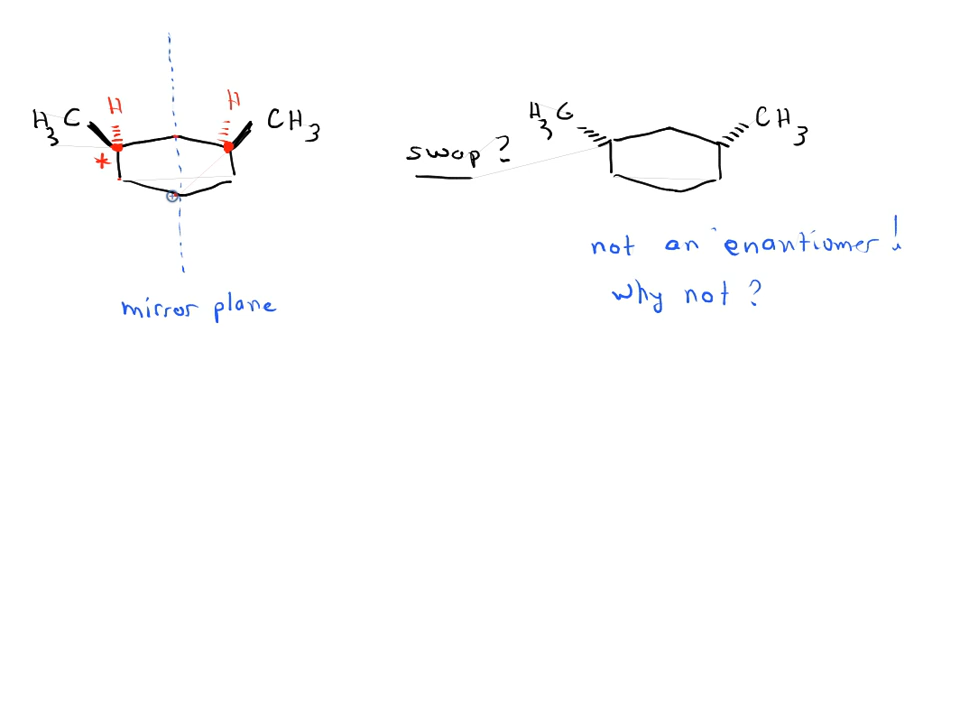 H H
H3C CH3
*
H3C CH3
swap?
not an enantiomer!
why not?
mirror plane